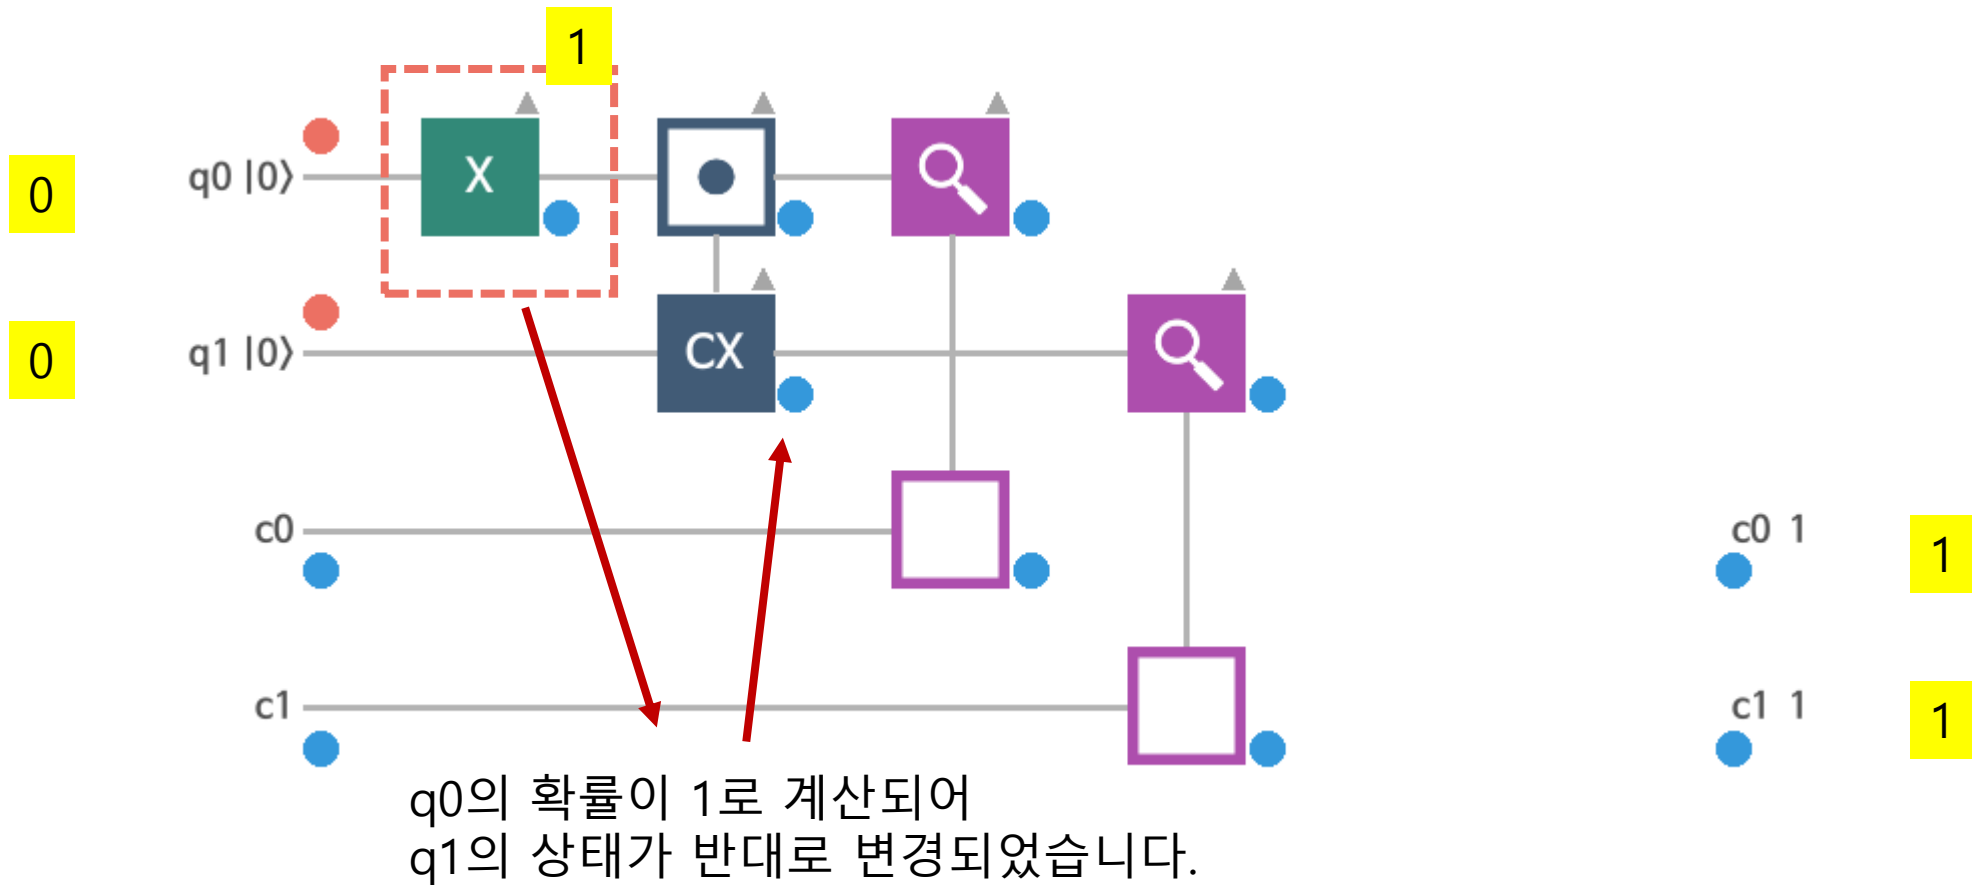 1
0 q0 |0⟩ X
0 q1 |0⟩ CX
c0 c0 1 1
c1 c1 1 1
q0의 확률이 1로 계산되어
q1의 상태가 반대로 변경되었습니다.